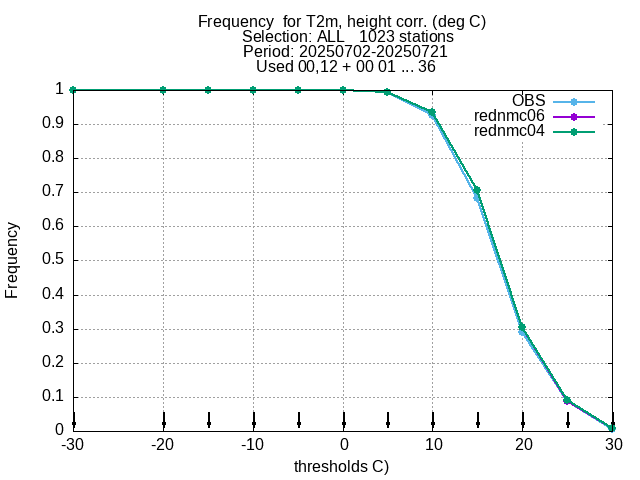 Frequency  for T2m, height corr. (deg C)
Selection: ALL   1023 stations
Period: 20250702-20250721
Used 00,12 + 00 01 ... 36
OBS
rednmc06
rednmc04
1
0.9
0.8
0.7
0.6
0.5
0.4
0.3
0.2
0.1
0
Frequency
-30 -20 -10 0 10 20 30
thresholds C)